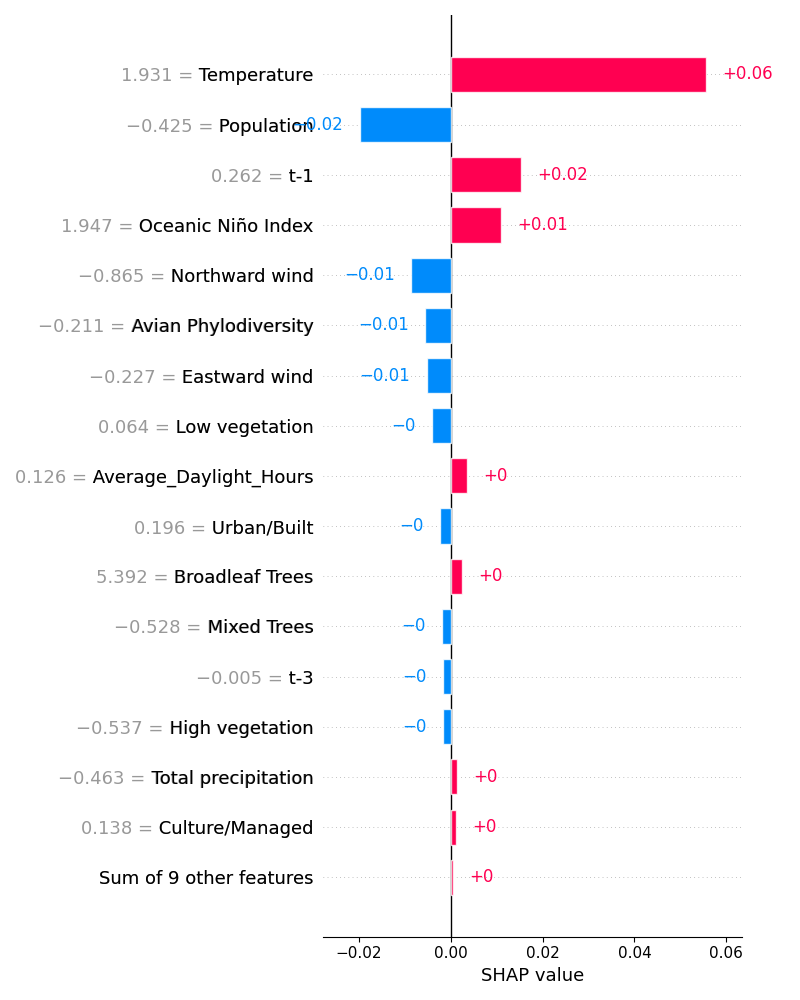 1.931 = Temperature +0.06
−0.425 = Population −0.02
0.262 = t-1 +0.02
1.947 = Oceanic Niño Index +0.01
−0.865 = Northward wind −0.01
−0.211 = Avian Phylodiversity −0.01
−0.227 = Eastward wind −0.01
0.064 = Low vegetation −0
0.126 = Average_Daylight_Hours +0
0.196 = Urban/Built −0
5.392 = Broadleaf Trees +0
−0.528 = Mixed Trees −0
−0.005 = t-3 −0
−0.537 = High vegetation −0
−0.463 = Total precipitation +0
0.138 = Culture/Managed +0
Sum of 9 other features +0
−0.02 0.00 0.02 0.04 0.06
SHAP value